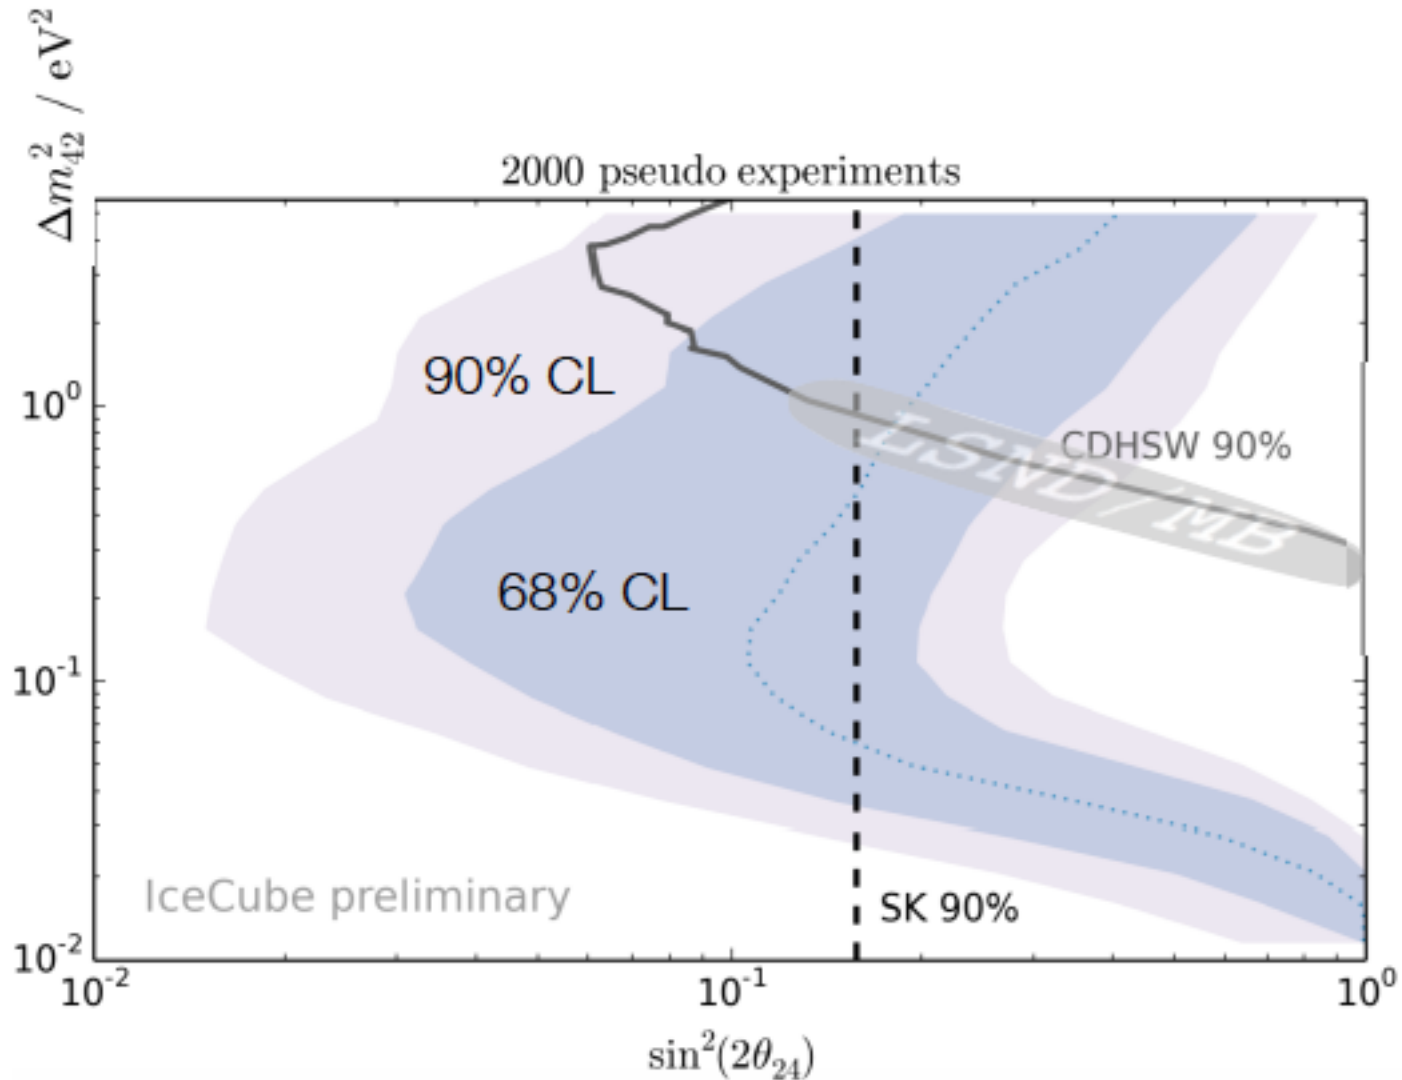 Δm²₄₂ / eV²
2000 pseudo experiments
90% CL
10⁰
CDHSW 90%
LSND/MB
68% CL
10⁻¹
IceCube preliminary
SK 90%
10⁻²
10⁻² 10⁻¹ 10⁰
sin²(2θ₂₄)